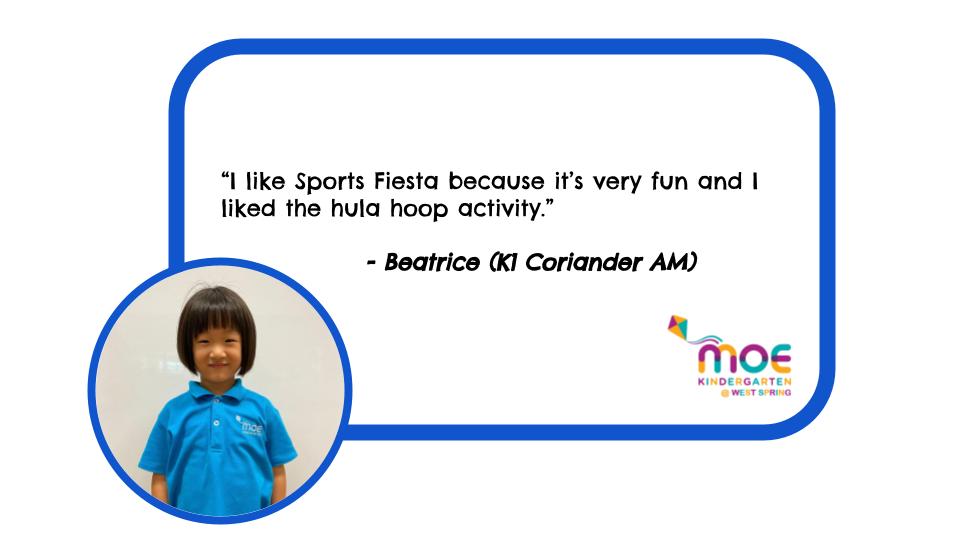 “I like Sports Fiesta because it’s very fun and I
liked the hula hoop activity.”
- Beatrice (K1 Coriander AM)
moe
KINDERGARTEN
@ WEST SPRING
moe